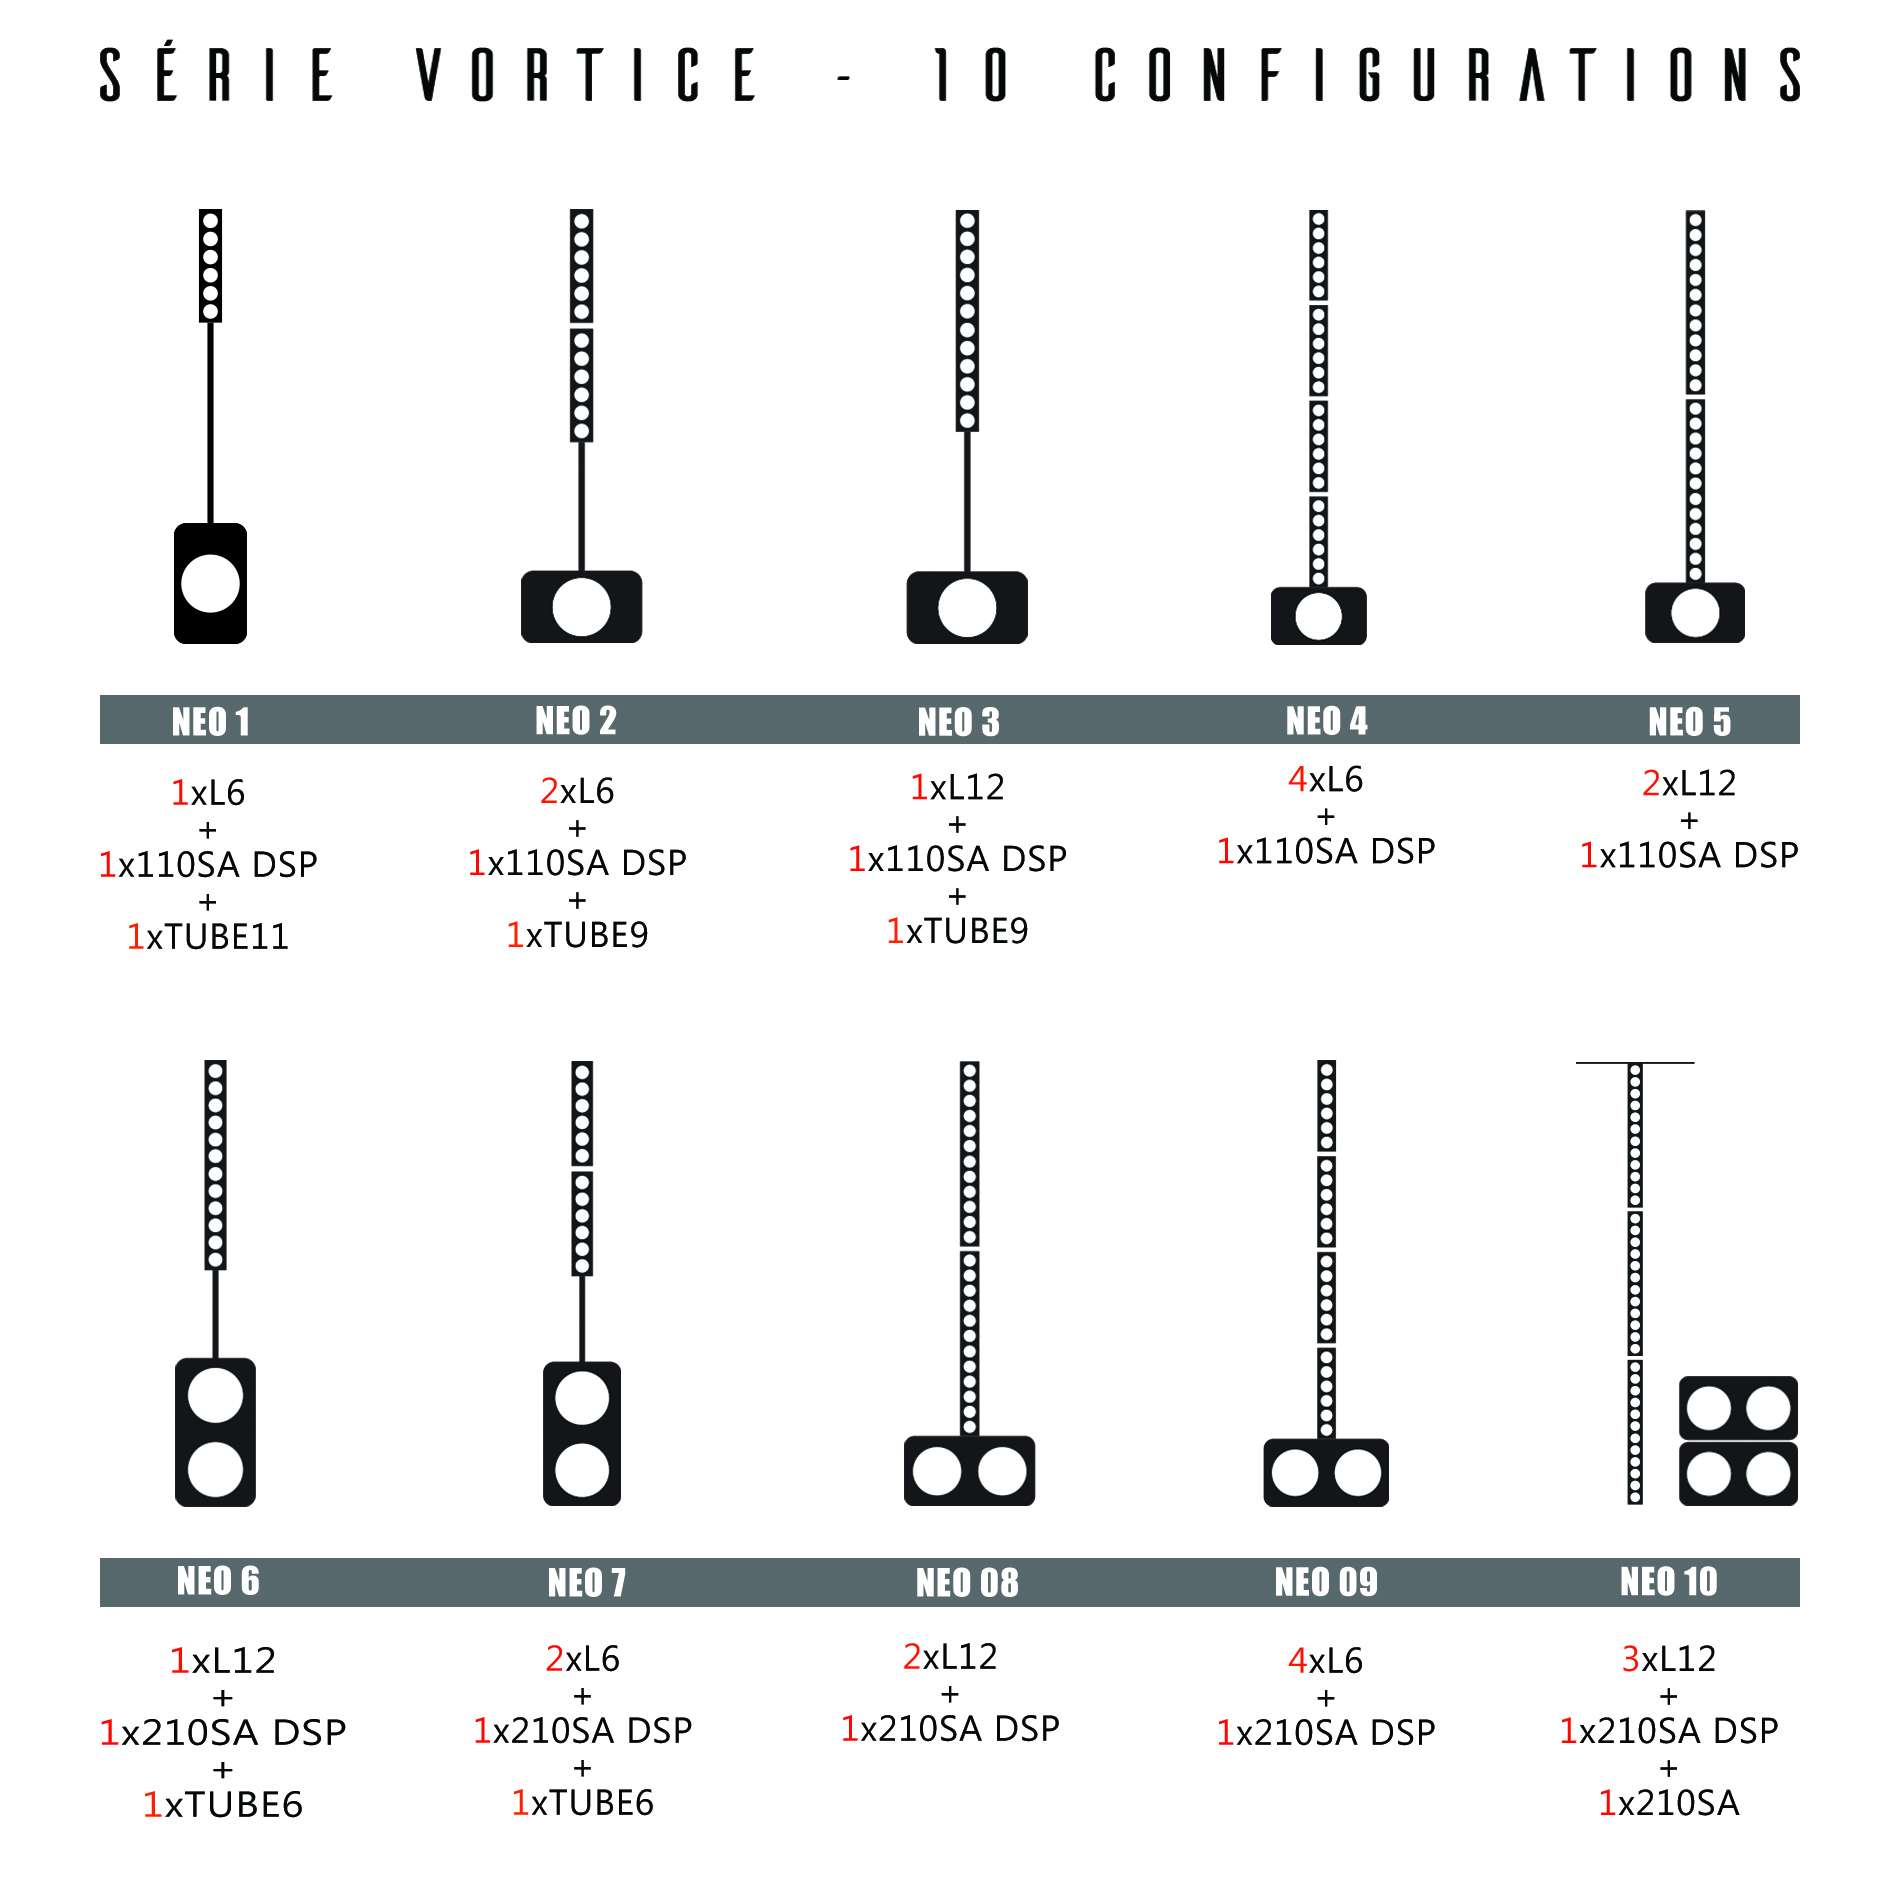 SÉRIE VORTICE - 10 CONFIGURATIONS
NEO 1
1xL6
+
1x110SA DSP
+
1xTUBE11
NEO 2
2xL6
+
1x110SA DSP
+
1xTUBE9
NEO 3
1xL12
+
1x110SA DSP
+
1xTUBE9
NEO 4
4xL6
+
1x110SA DSP
NEO 5
2xL12
+
1x110SA DSP
NEO 6
1xL12
+
1x210SA DSP
+
1xTUBE6
NEO 7
2xL6
+
1x210SA DSP
+
1xTUBE6
NEO 08
2xL12
+
1x210SA DSP
NEO 09
4xL6
+
1x210SA DSP
NEO 10
3xL12
+
1x210SA DSP
+
1x210SA